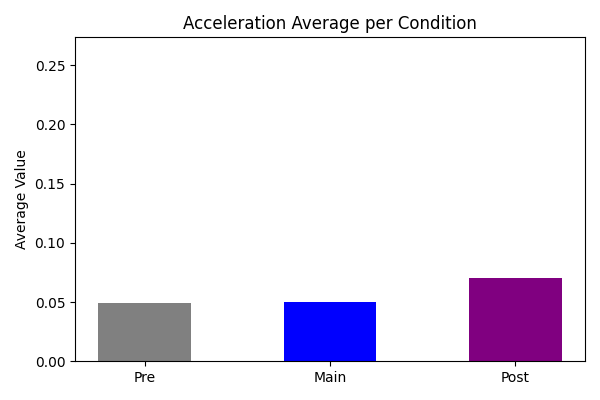 Acceleration Average per Condition
Average Value
0.25
0.20
0.15
0.10
0.05
0.00
Pre
Main
Post